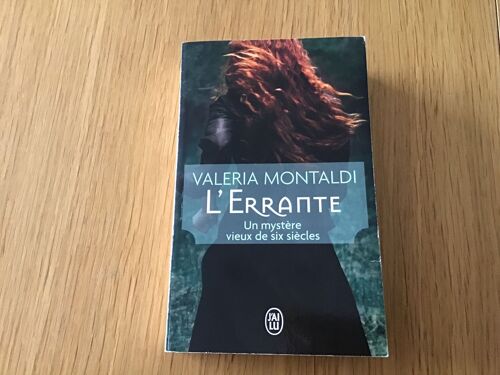 VALERIA MONTALDI
L'ERRANTE
Un mystère
vieux de six siècles
J'AI
LU